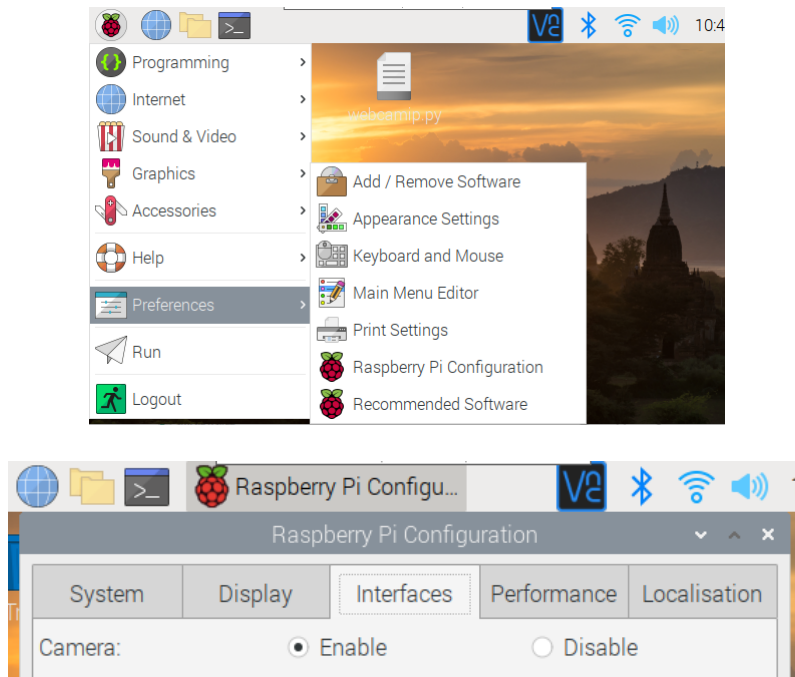 10:4
Programming
Internet
webcamip.py
Sound & Video
Graphics
Add / Remove Software
Accessories
Appearance Settings
Help
Keyboard and Mouse
Main Menu Editor
Preferences
Print Settings
Run
Raspberry Pi Configuration
Logout
Recommended Software
Raspberry Pi Configu...
Raspberry Pi Configuration
System Display Interfaces Performance Localisation
Camera: Enable Disable